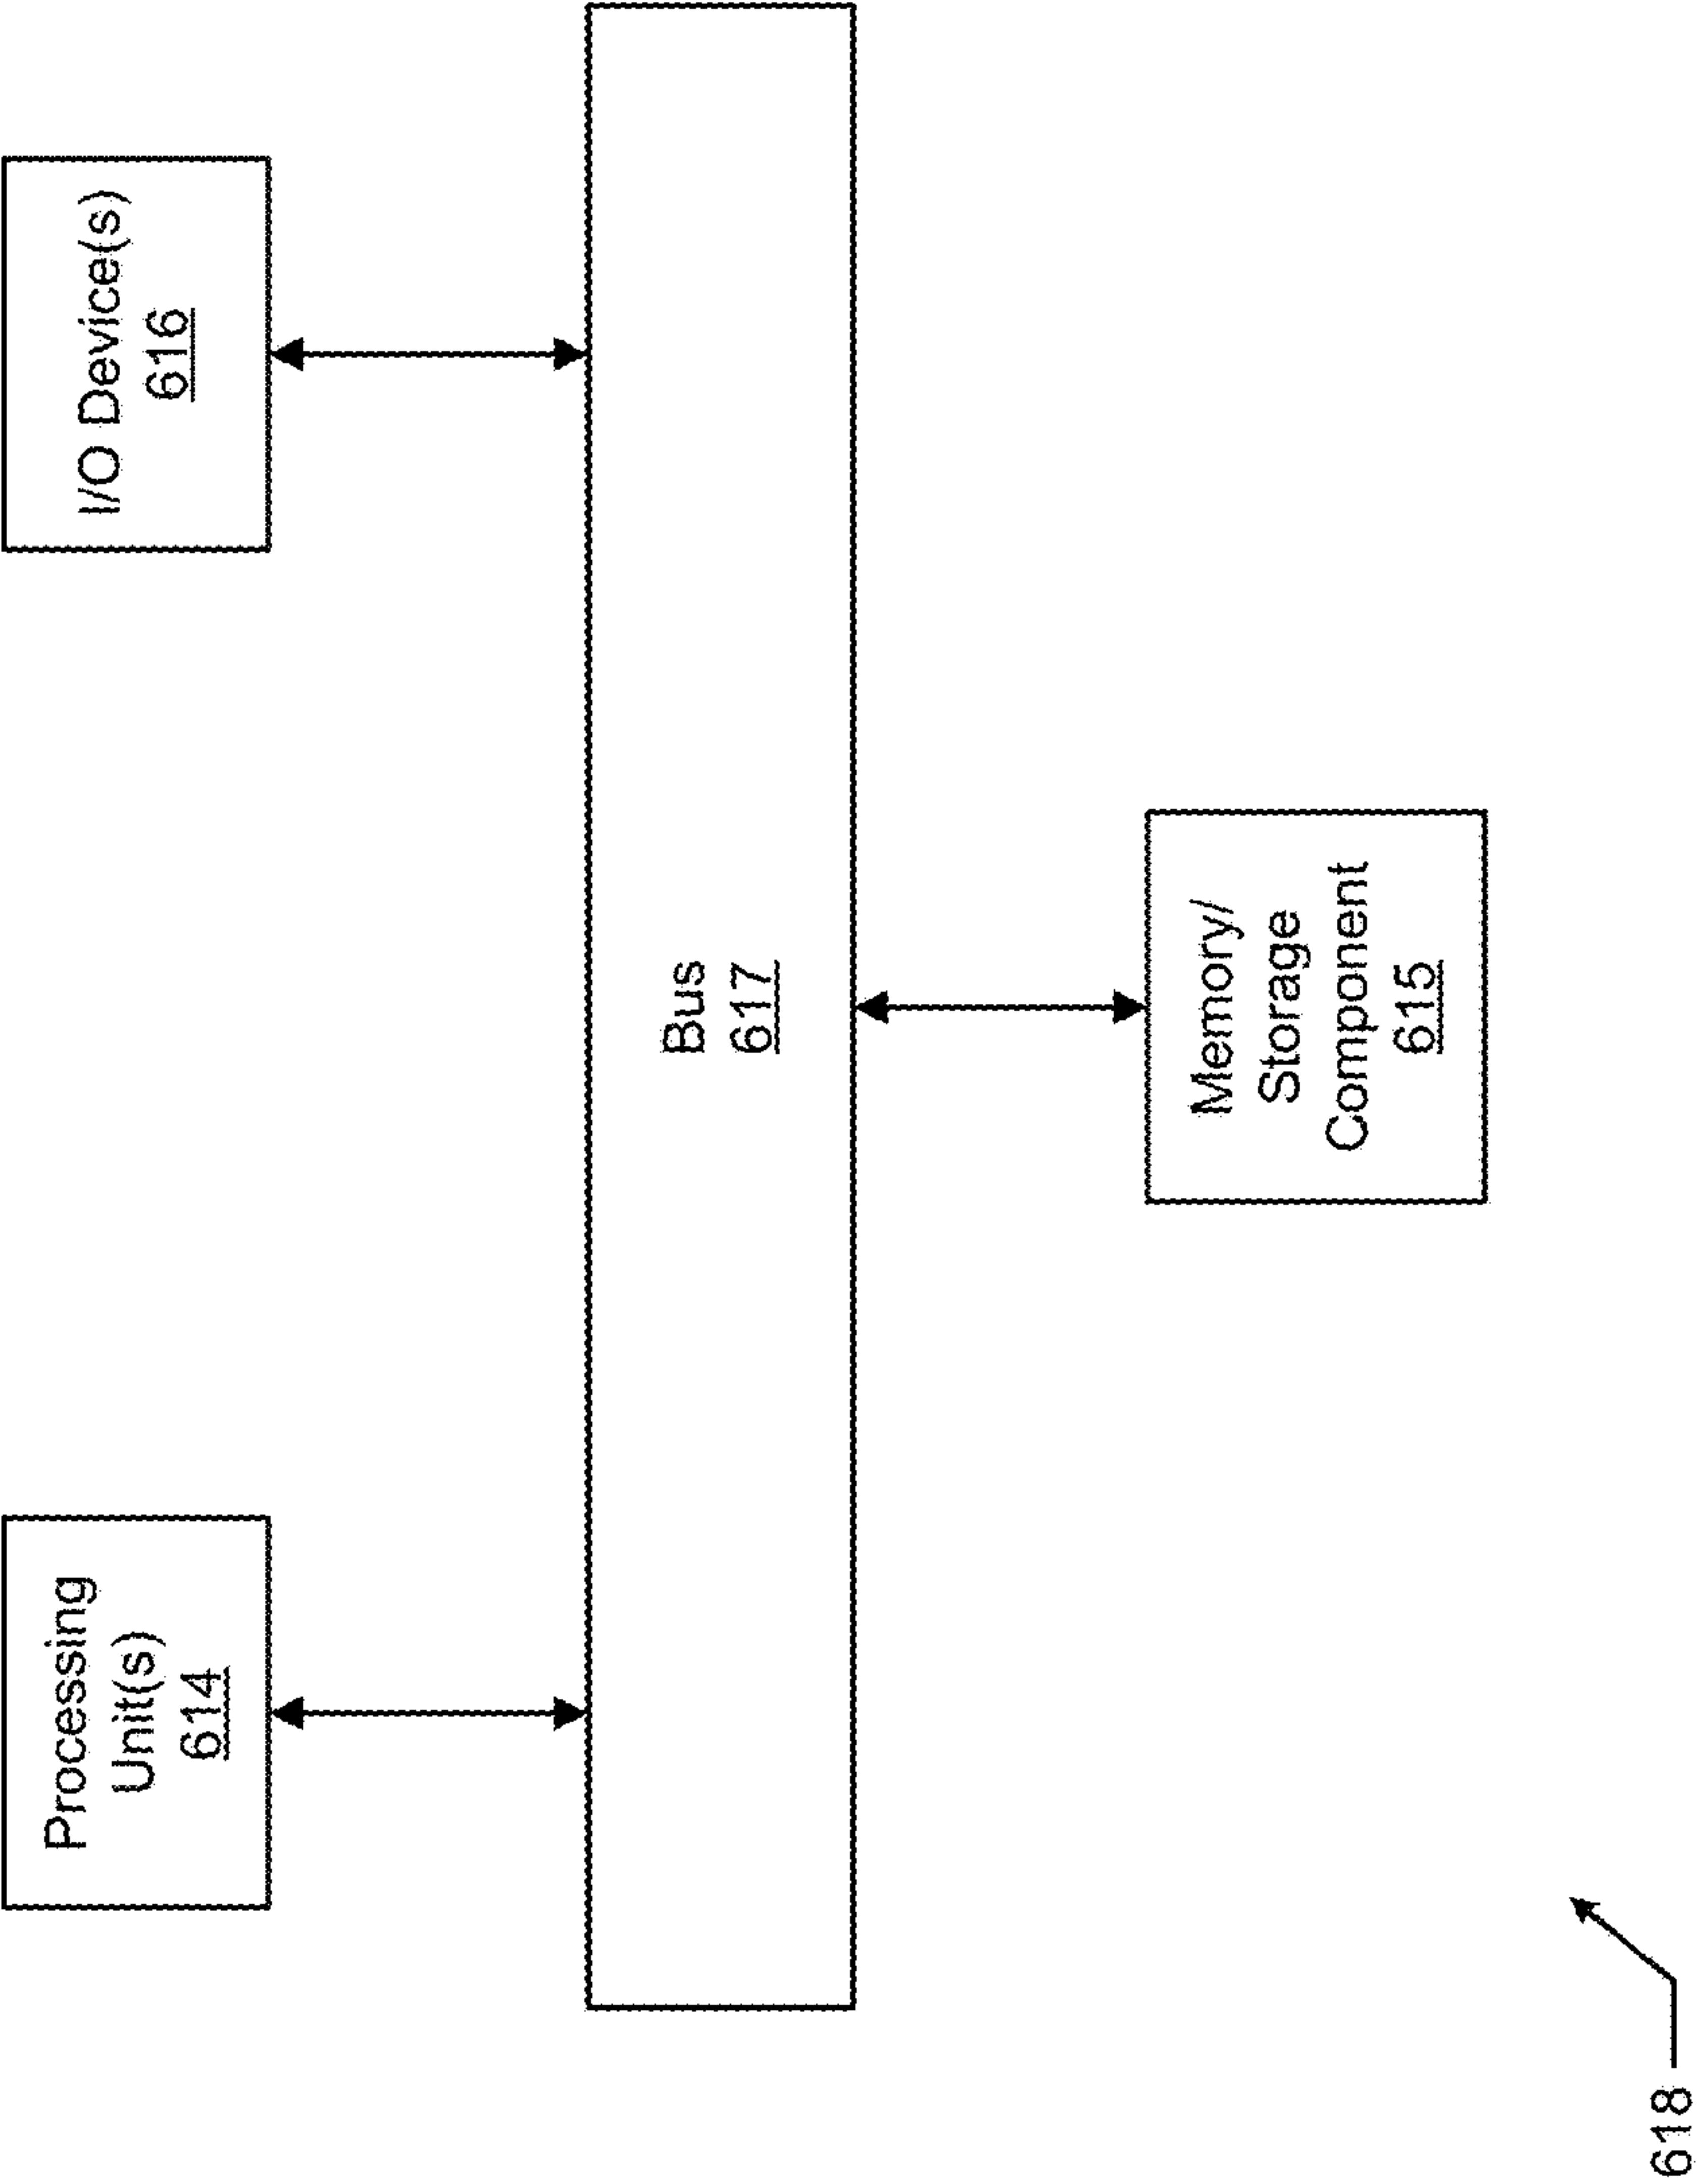 Processing
Unit(s)
614
I/O Device(s)
616
Bus
617
Memory/
Storage
Component
615
618